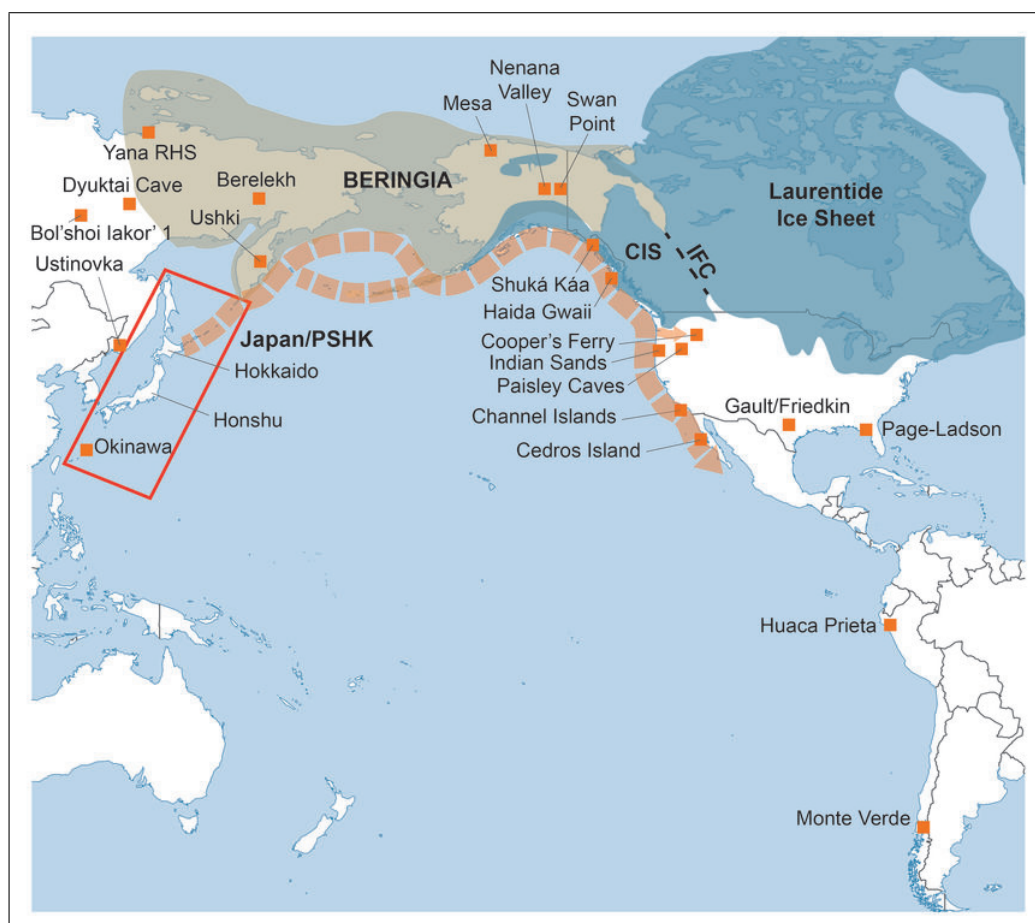 Nenana
Valley
Mesa
Swan
Point
Yana RHS
Dyuktai Cave
Berelekh
BERINGIA
Laurentide
Ice Sheet
Ushki
Bol'shoi Iakor' 1
Ustinovka
CIS
IFC
Shuká Káa
Haida Gwaii
Japan/PSHK
Hokkaido
Cooper's Ferry
Indian Sands
Paisley Caves
Honshu
Channel Islands
Gault/Friedkin
Page-Ladson
Okinawa
Cedros Island
Huaca Prieta
Monte Verde